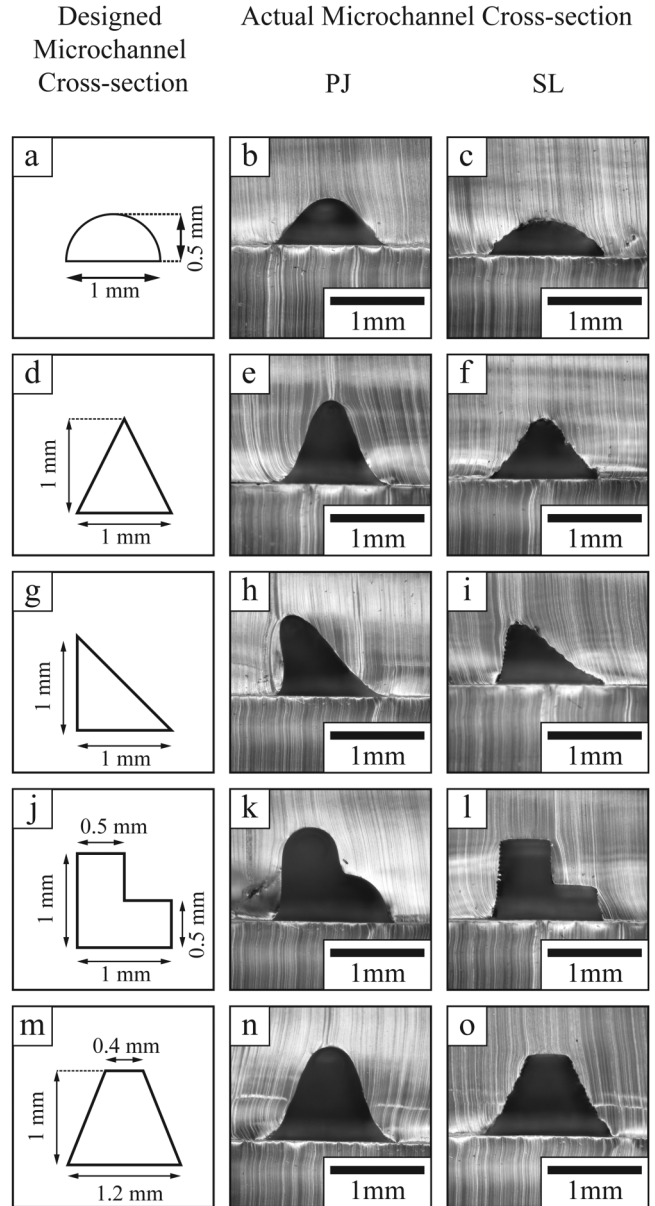 Designed
Microchannel
Cross-section
Actual Microchannel Cross-section
PJ
SL
a
0.5 mm
1 mm
b
1mm
c
1mm
d
1 mm
1 mm
e
1mm
f
1mm
g
1 mm
1 mm
h
1mm
i
1mm
j
0.5 mm
1 mm
0.5 mm
1 mm
k
1mm
l
1mm
m
0.4 mm
1 mm
1.2 mm
n
1mm
o
1mm